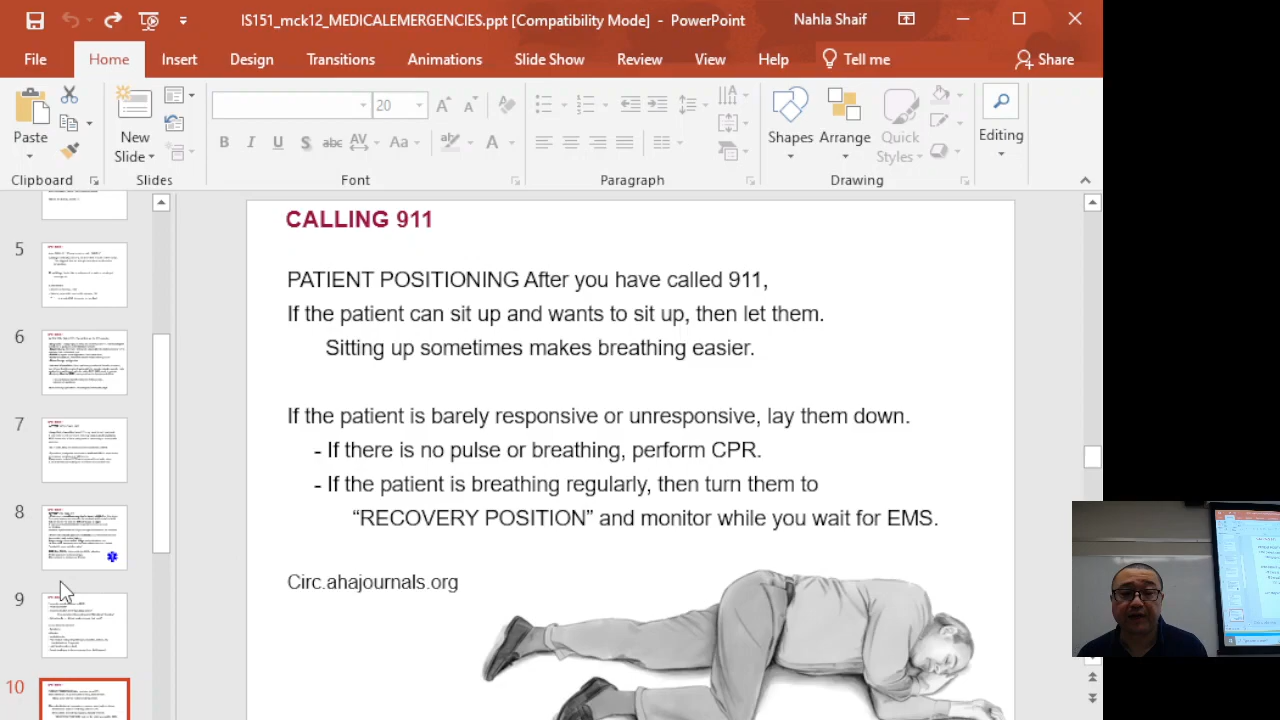 IS151_mck12_MEDICALEMERGENCIES.ppt [Compatibility Mode] - PowerPoint
Nahla Shaif
File Home Insert Design Transitions Animations Slide Show Review View Help Tell me Share
20
Paste
New
Slide
Shapes Arrange Quick
Styles
Editing
B I U S abc AV Aa A
Clipboard Slides Font Paragraph Drawing
5
6
7
8
9
10
CALLING 911
PATIENT POSITIONING After you have called 911,
If the patient can sit up and wants to sit up, then let them.
Sitting up sometimes makes breathing easier.
If the patient is barely responsive or unresponsive, lay them down.
- If there is no pulse or breathing, perform CPR.
- If the patient is breathing regularly, then turn them to
“RECOVERY POSITION” and monitor while you wait for EMS.
Circ.ahajournals.org